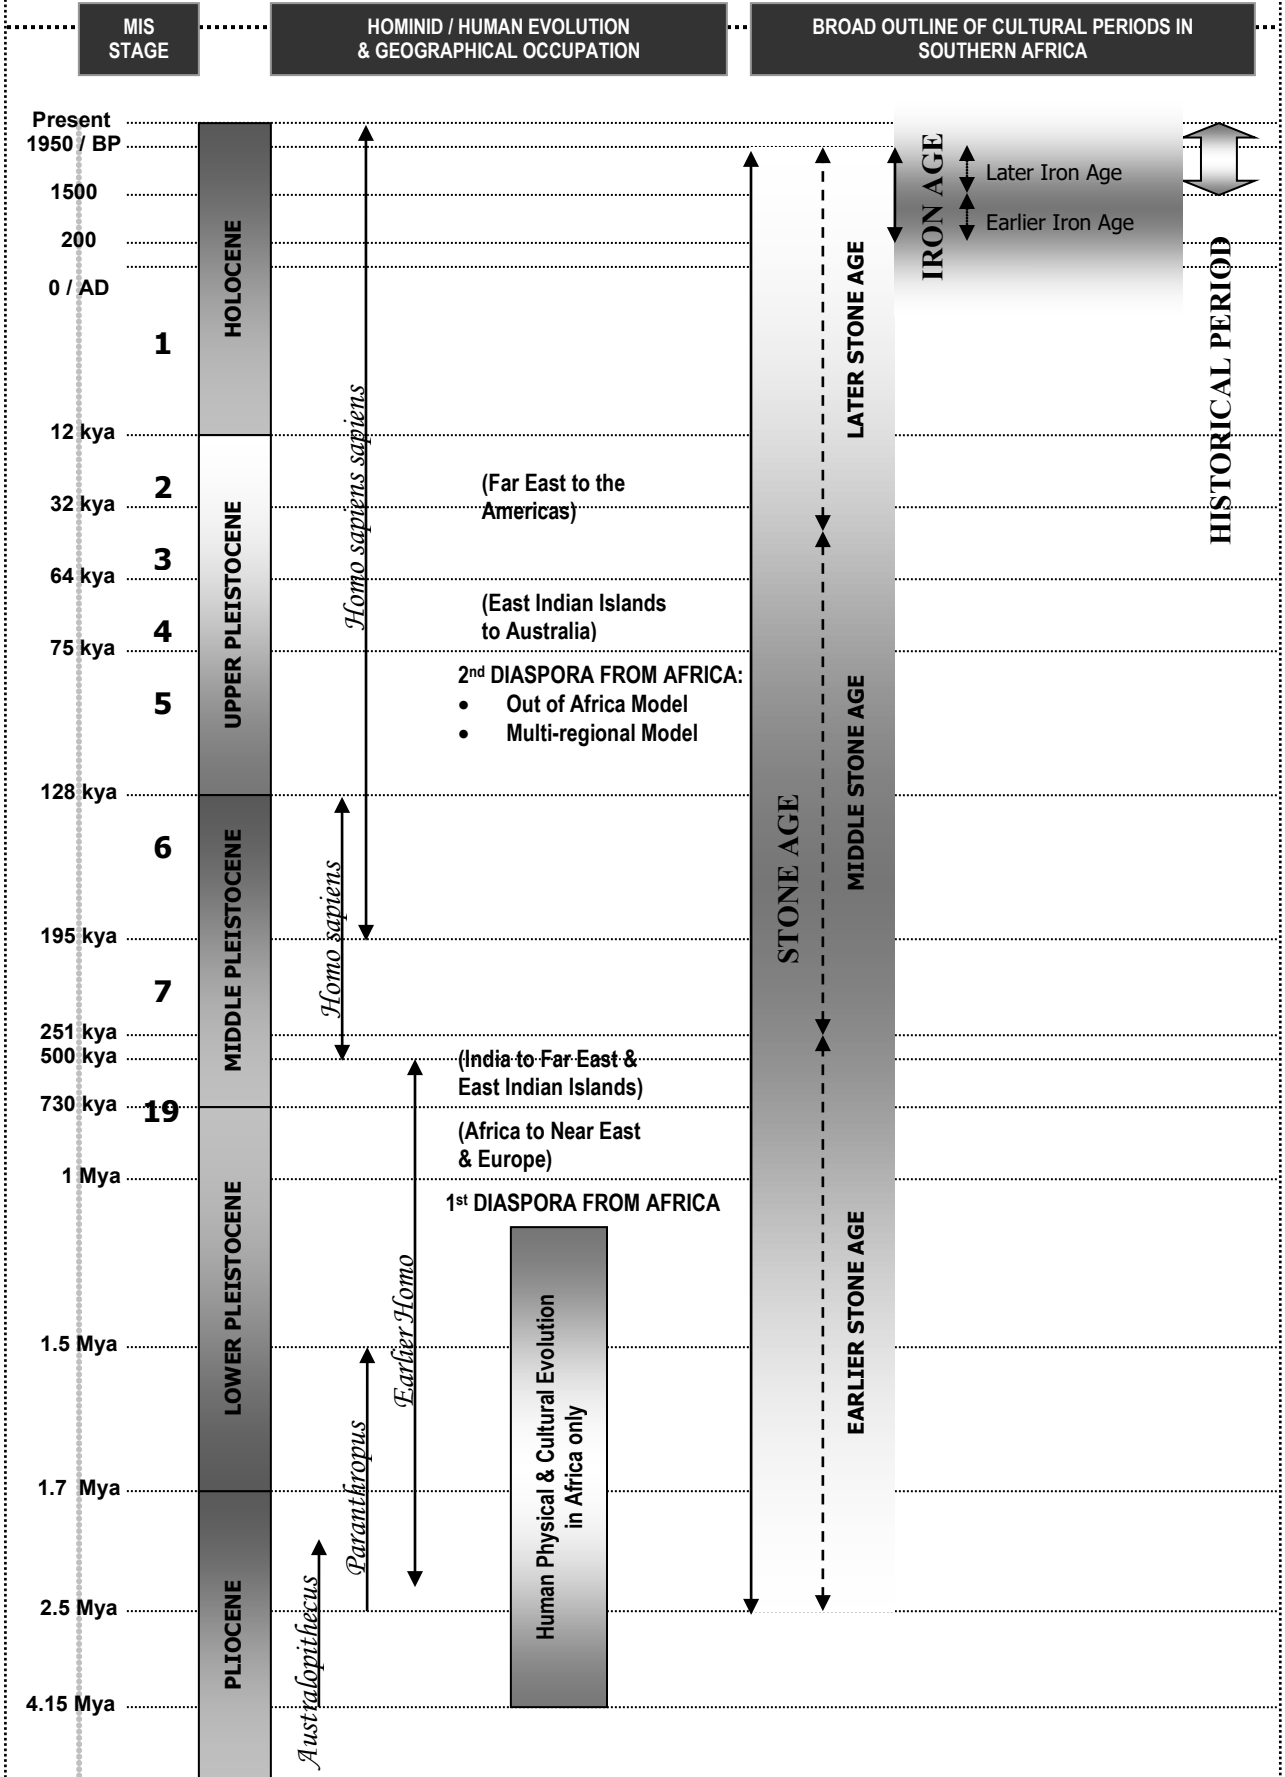 MIS
STAGE
HOMINID / HUMAN EVOLUTION
& GEOGRAPHICAL OCCUPATION
BROAD OUTLINE OF CULTURAL PERIODS IN
SOUTHERN AFRICA
Present
1950 / BP
1500
200
0 / AD
12 kya
32 kya
64 kya
75 kya
128 kya
195 kya
251 kya
500 kya
730 kya
1 Mya
1.5 Mya
1.7 Mya
2.5 Mya
4.15 Mya
1
2
3
4
5
6
7
19
HOLOCENE
UPPER PLEISTOCENE
MIDDLE PLEISTOCENE
LOWER PLEISTOCENE
PLIOCENE
Homo sapiens sapiens
Homo sapiens
Earlier Homo
Paranthropus
Australopithecus
(Far East to the
Americas)
(East Indian Islands
to Australia)
2nd DIASPORA FROM AFRICA:
• Out of Africa Model
• Multi-regional Model
(India to Far East &
East Indian Islands)
(Africa to Near East
& Europe)
1st DIASPORA FROM AFRICA
Human Physical & Cultural Evolution
in Africa only
STONE AGE
LATER STONE AGE
MIDDLE STONE AGE
EARLIER STONE AGE
IRON AGE
Later Iron Age
Earlier Iron Age
HISTORICAL PERIOD